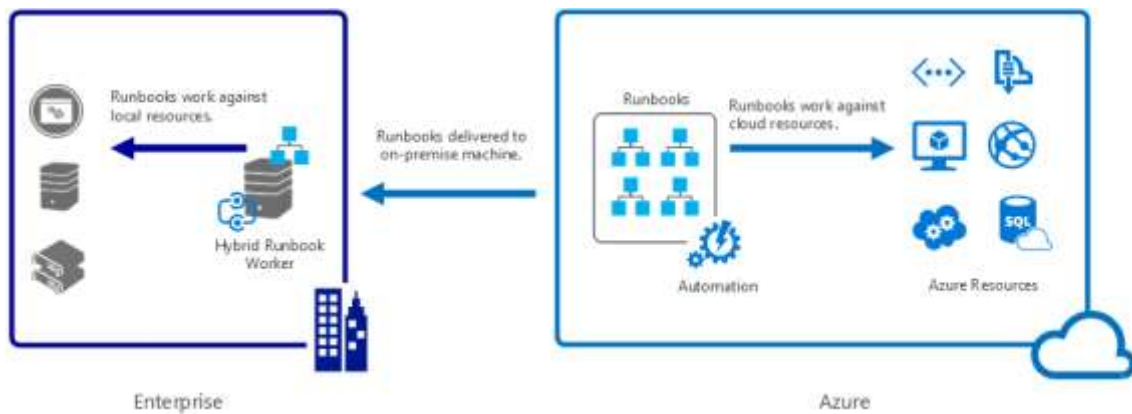 Runbooks work against
local resources.
Hybrid Runbook
Worker
Enterprise
Runbooks delivered to
on-premise machine.
Runbooks
Runbooks work against
cloud resources.
Automation
SQL
Azure Resources
Azure